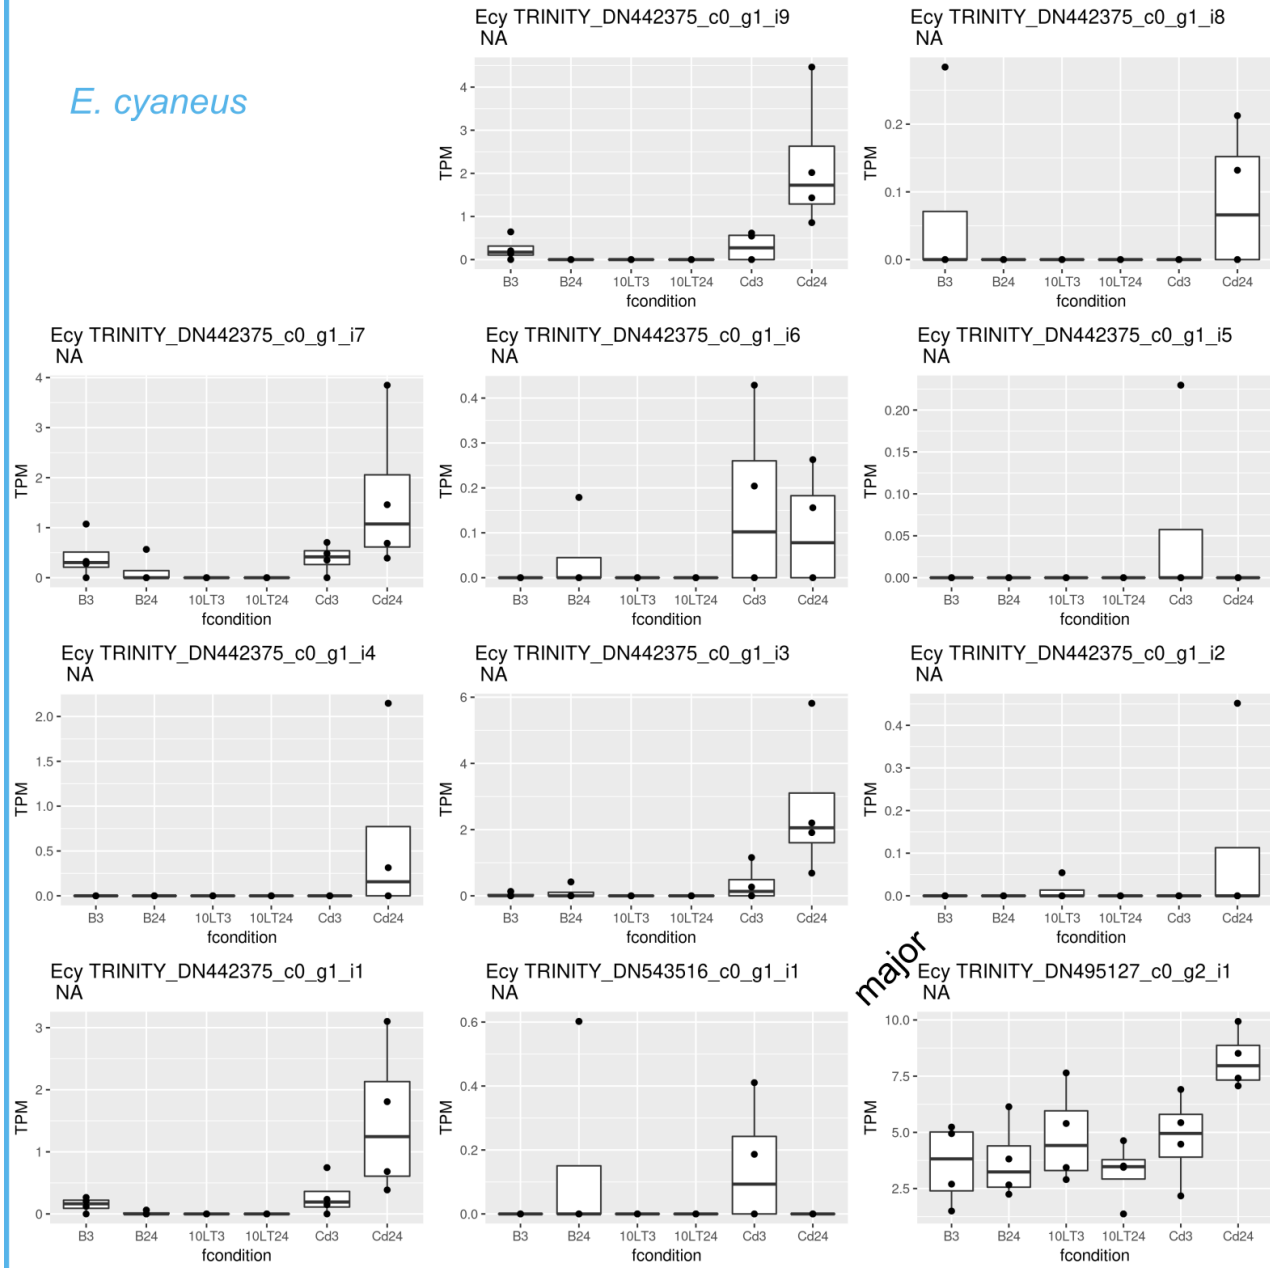 E. cyaneus
Ecy TRINITY_DN442375_c0_g1_i9
NA
TPM
4
3
2
1
0
B3 B24 10LT3 10LT24 Cd3 Cd24
fcondition
Ecy TRINITY_DN442375_c0_g1_i8
NA
TPM
0.2
0.1
0.0
B3 B24 10LT3 10LT24 Cd3 Cd24
fcondition
Ecy TRINITY_DN442375_c0_g1_i7
NA
TPM
4
3
2
1
0
B3 B24 10LT3 10LT24 Cd3 Cd24
fcondition
Ecy TRINITY_DN442375_c0_g1_i6
NA
TPM
0.4
0.3
0.2
0.1
0.0
B3 B24 10LT3 10LT24 Cd3 Cd24
fcondition
Ecy TRINITY_DN442375_c0_g1_i5
NA
TPM
0.20
0.15
0.10
0.05
0.00
B3 B24 10LT3 10LT24 Cd3 Cd24
fcondition
Ecy TRINITY_DN442375_c0_g1_i4
NA
TPM
2.0
1.5
1.0
0.5
0.0
B3 B24 10LT3 10LT24 Cd3 Cd24
fcondition
Ecy TRINITY_DN442375_c0_g1_i3
NA
TPM
6
4
2
0
B3 B24 10LT3 10LT24 Cd3 Cd24
fcondition
Ecy TRINITY_DN442375_c0_g1_i2
NA
TPM
0.4
0.3
0.2
0.1
0.0
B3 B24 10LT3 10LT24 Cd3 Cd24
fcondition
Ecy TRINITY_DN442375_c0_g1_i1
NA
TPM
3
2
1
0
B3 B24 10LT3 10LT24 Cd3 Cd24
fcondition
Ecy TRINITY_DN543516_c0_g1_i1
NA
TPM
0.6
0.4
0.2
0.0
B3 B24 10LT3 10LT24 Cd3 Cd24
fcondition
major
Ecy TRINITY_DN495127_c0_g2_i1
NA
TPM
10.0
7.5
5.0
2.5
B3 B24 10LT3 10LT24 Cd3 Cd24
fcondition